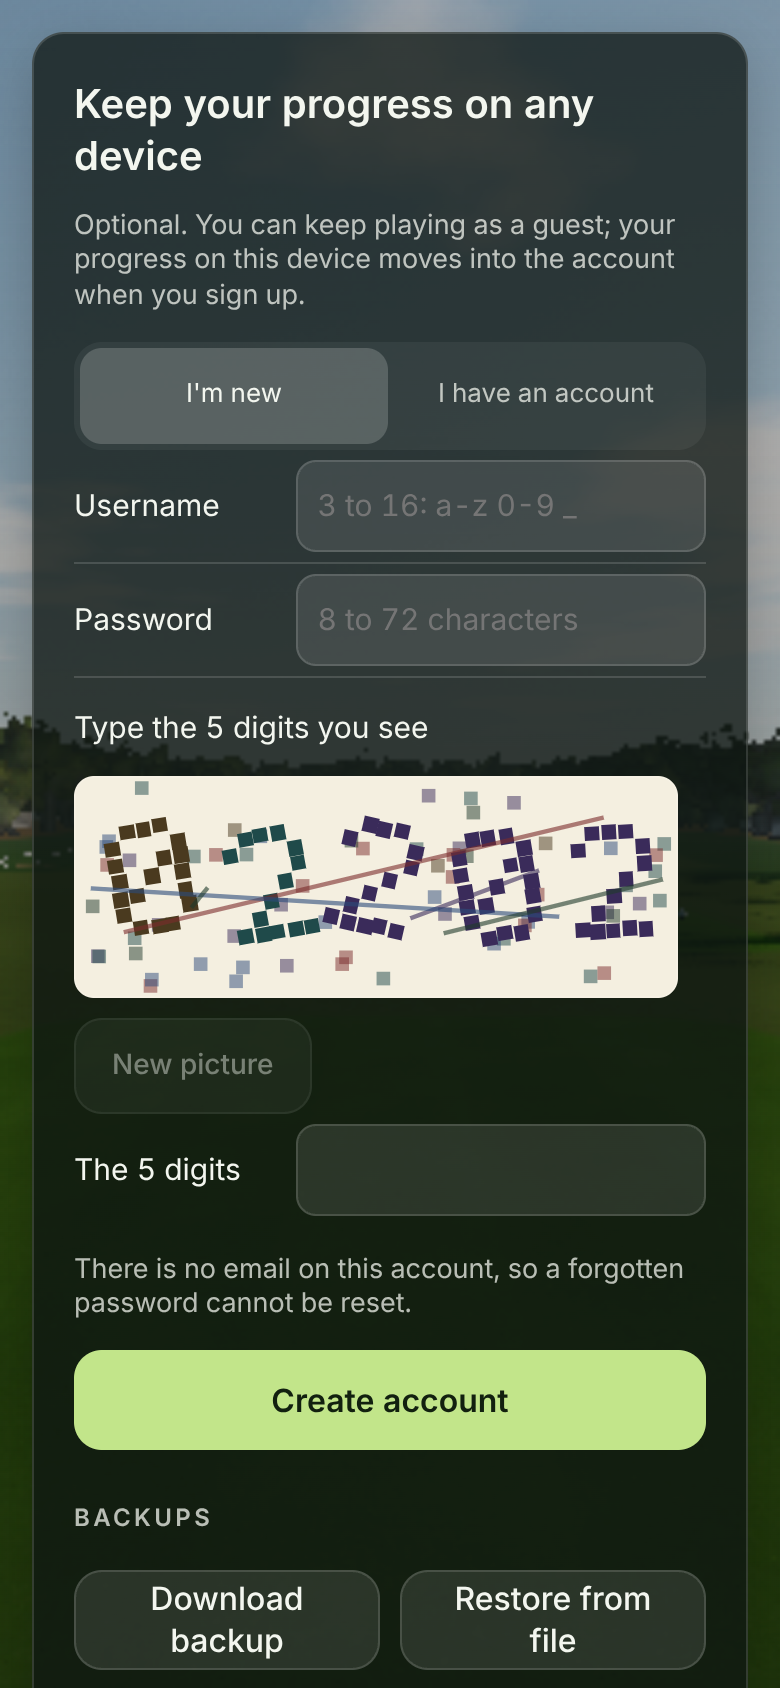 Keep your progress on any
device
Optional. You can keep playing as a guest; your
progress on this device moves into the account
when you sign up.
I'm new
I have an account
Username
3 to 16: a-z 0-9 _
Password
8 to 72 characters
Type the 5 digits you see
New picture
The 5 digits
There is no email on this account, so a forgotten
password cannot be reset.
Create account
BACKUPS
Download
backup
Restore from
file